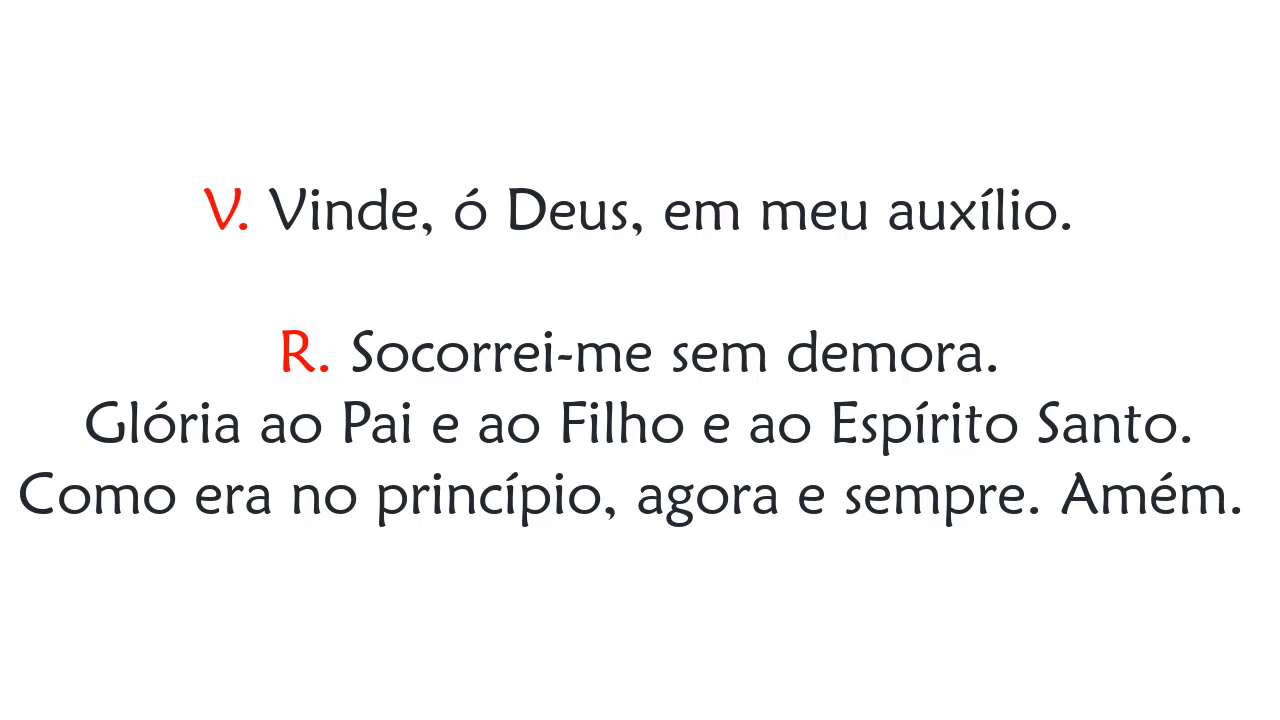 V. Vinde, ó Deus, em meu auxílio.
R. Socorrei-me sem demora.
Glória ao Pai e ao Filho e ao Espírito Santo.
Como era no princípio, agora e sempre. Amém.